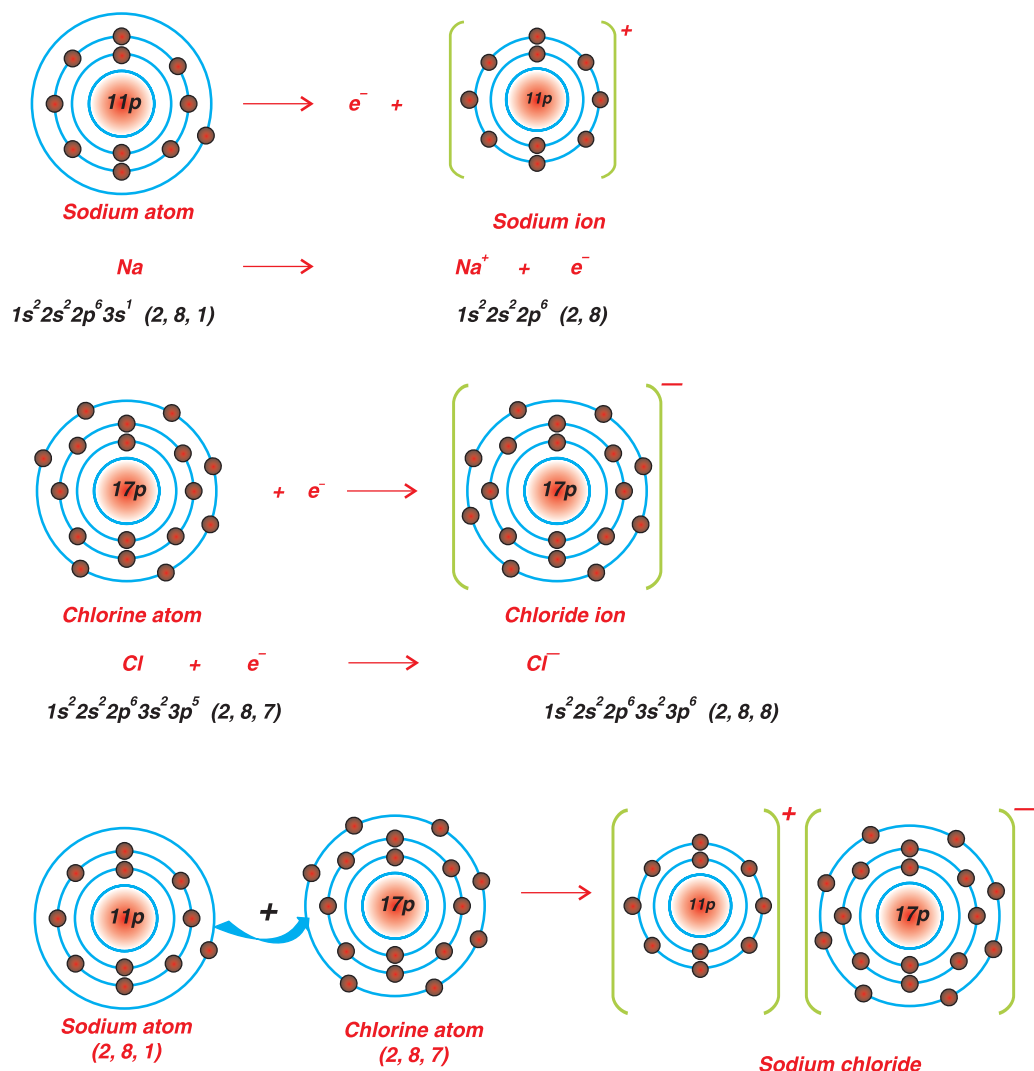 11p → e⁻ + 11p +
Sodium atom Sodium ion
Na → Na⁺ + e⁻
1s²2s²2p⁶3s¹ (2, 8, 1) 1s²2s²2p⁶ (2, 8)
17p + e⁻ → 17p –
Chlorine atom Chloride ion
Cl + e⁻ → Cl⁻
1s²2s²2p⁶3s²3p⁵ (2, 8, 7) 1s²2s²2p⁶3s²3p⁶ (2, 8, 8)
11p + 17p → 11p + 17p –
Sodium atom Chlorine atom
(2, 8, 1) (2, 8, 7)
Sodium chloride